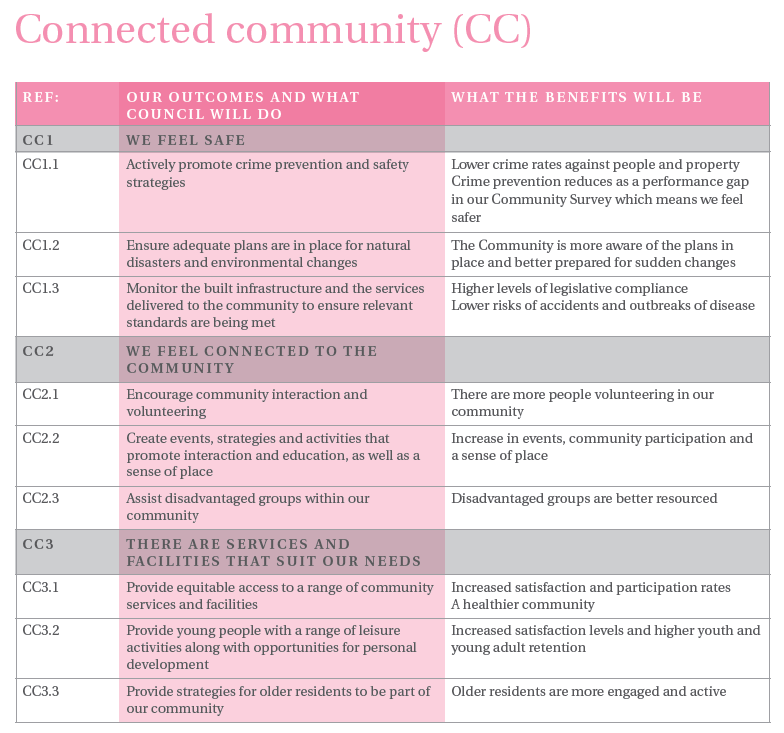 Connected community (CC)
REF:
OUR OUTCOMES AND WHAT
COUNCIL WILL DO
WHAT THE BENEFITS WILL BE
CC1
WE FEEL SAFE
CC1.1
Actively promote crime prevention and safety
strategies
Lower crime rates against people and property
Crime prevention reduces as a performance gap
in our Community Survey which means we feel
safer
CC1.2
Ensure adequate plans are in place for natural
disasters and environmental changes
The Community is more aware of the plans in
place and better prepared for sudden changes
CC1.3
Monitor the built infrastructure and the services
delivered to the community to ensure relevant
standards are being met
Higher levels of legislative compliance
Lower risks of accidents and outbreaks of disease
CC2
WE FEEL CONNECTED TO THE
COMMUNITY
CC2.1
Encourage community interaction and
volunteering
There are more people volunteering in our
community
CC2.2
Create events, strategies and activities that
promote interaction and education, as well as a
sense of place
Increase in events, community participation and
a sense of place
CC2.3
Assist disadvantaged groups within our
community
Disadvantaged groups are better resourced
CC3
THERE ARE SERVICES AND
FACILITIES THAT SUIT OUR NEEDS
CC3.1
Provide equitable access to a range of community
services and facilities
Increased satisfaction and participation rates
A healthier community
CC3.2
Provide young people with a range of leisure
activities along with opportunities for personal
development
Increased satisfaction levels and higher youth and
young adult retention
CC3.3
Provide strategies for older residents to be part of
our community
Older residents are more engaged and active